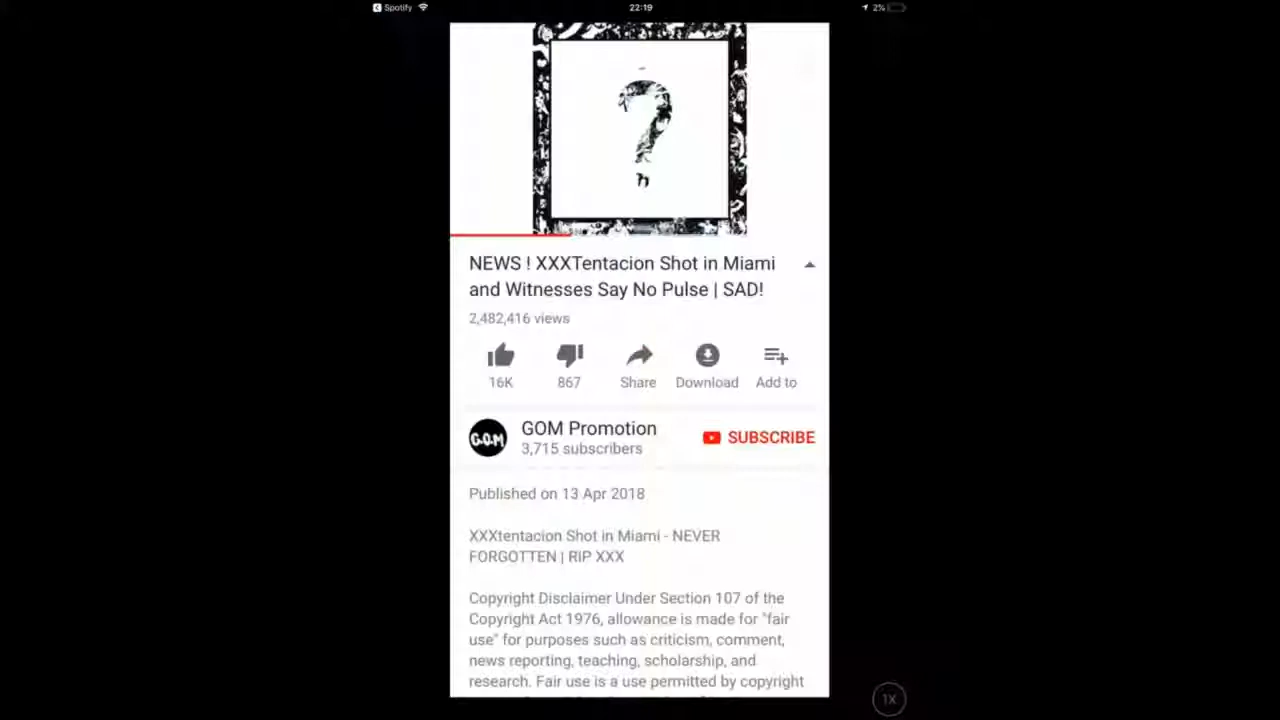 Spotify 22:19 2%
?
NEWS ! XXXTentacion Shot in Miami
and Witnesses Say No Pulse | SAD!
2,482,416 views
16K 867 Share Download Add to
G.O.M GOM Promotion
3,715 subscribers
SUBSCRIBE
Published on 13 Apr 2018
XXXtentacion Shot in Miami - NEVER
FORGOTTEN | RIP XXX
Copyright Disclaimer Under Section 107 of the
Copyright Act 1976, allowance is made for "fair
use" for purposes such as criticism, comment,
news reporting, teaching, scholarship, and
research. Fair use is a use permitted by copyright
1X